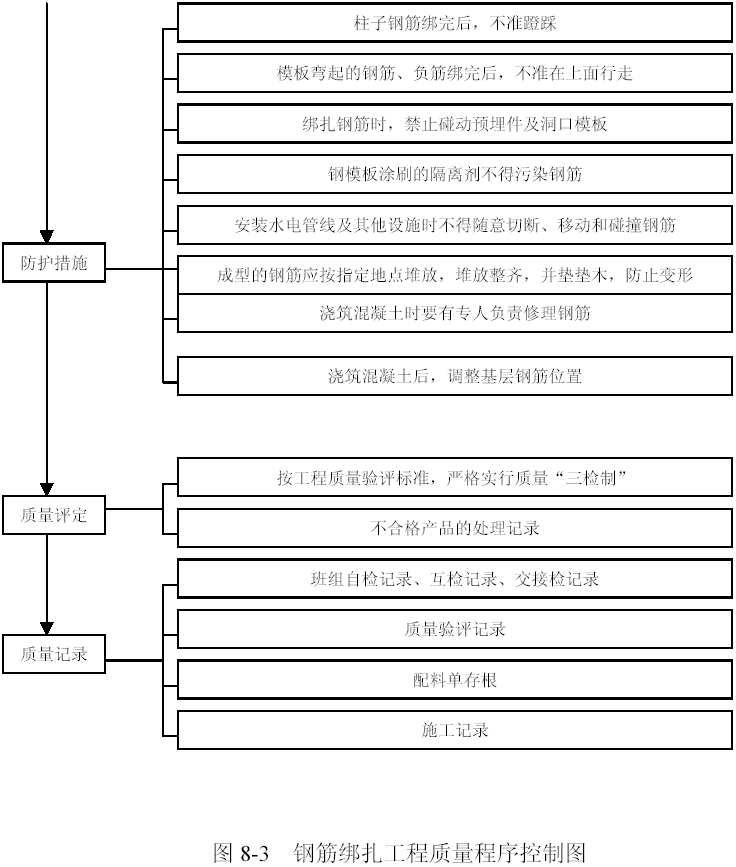 柱子钢筋绑完后，不准蹬踩
模板弯起的钢筋、负筋绑完后，不准在上面行走
绑扎钢筋时，禁止碰动预埋件及洞口模板
钢模板涂刷的隔离剂不得污染钢筋
安装水电管线及其他设施时不得随意切断、移动和碰撞钢筋
防护措施
成型的钢筋应按指定地点堆放，堆放整齐，并垫垫木，防止变形
浇筑混凝土时要有专人负责修理钢筋
浇筑混凝土后，调整基层钢筋位置
按工程质量验评标准，严格实行质量“三检制”
质量评定
不合格产品的处理记录
班组自检记录、互检记录、交接检记录
质量验评记录
质量记录
配料单存根
施工记录
图 8-3　钢筋绑扎工程质量程序控制图